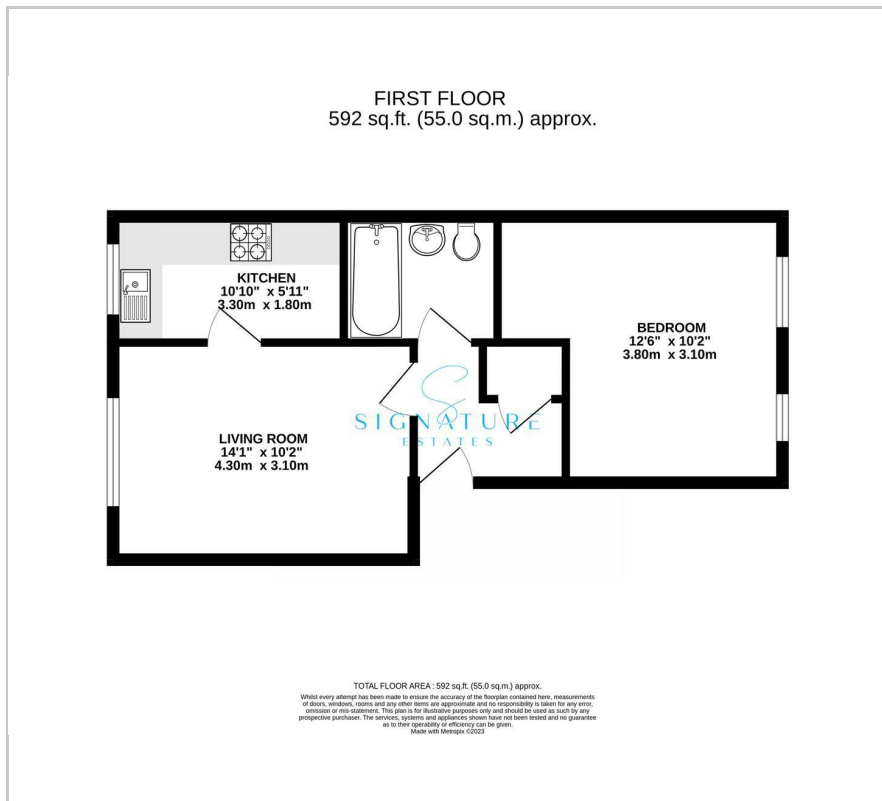 FIRST FLOOR
592 sq.ft. (55.0 sq.m.) approx.
KITCHEN
10'10" x 5'11"
3.30m x 1.80m
BEDROOM
12'6" x 10'2"
3.80m x 3.10m
SIGNATURE
ESTATES
LIVING ROOM
14'1" x 10'2"
4.30m x 3.10m
TOTAL FLOOR AREA : 592 sq.ft. (55.0 sq.m.) approx.
Whilst every attempt has been made to ensure the accuracy of the floorplan contained here, measurements
of doors, windows, rooms and any other items are approximate and no responsibility is taken for any error,
omission or mis-statement. This plan is for illustrative purposes only and should be used as such by any
prospective purchaser. The services, systems and appliances shown have not been tested and no guarantee
as to their operability or efficiency can be given.
Made with Metropix ©2023